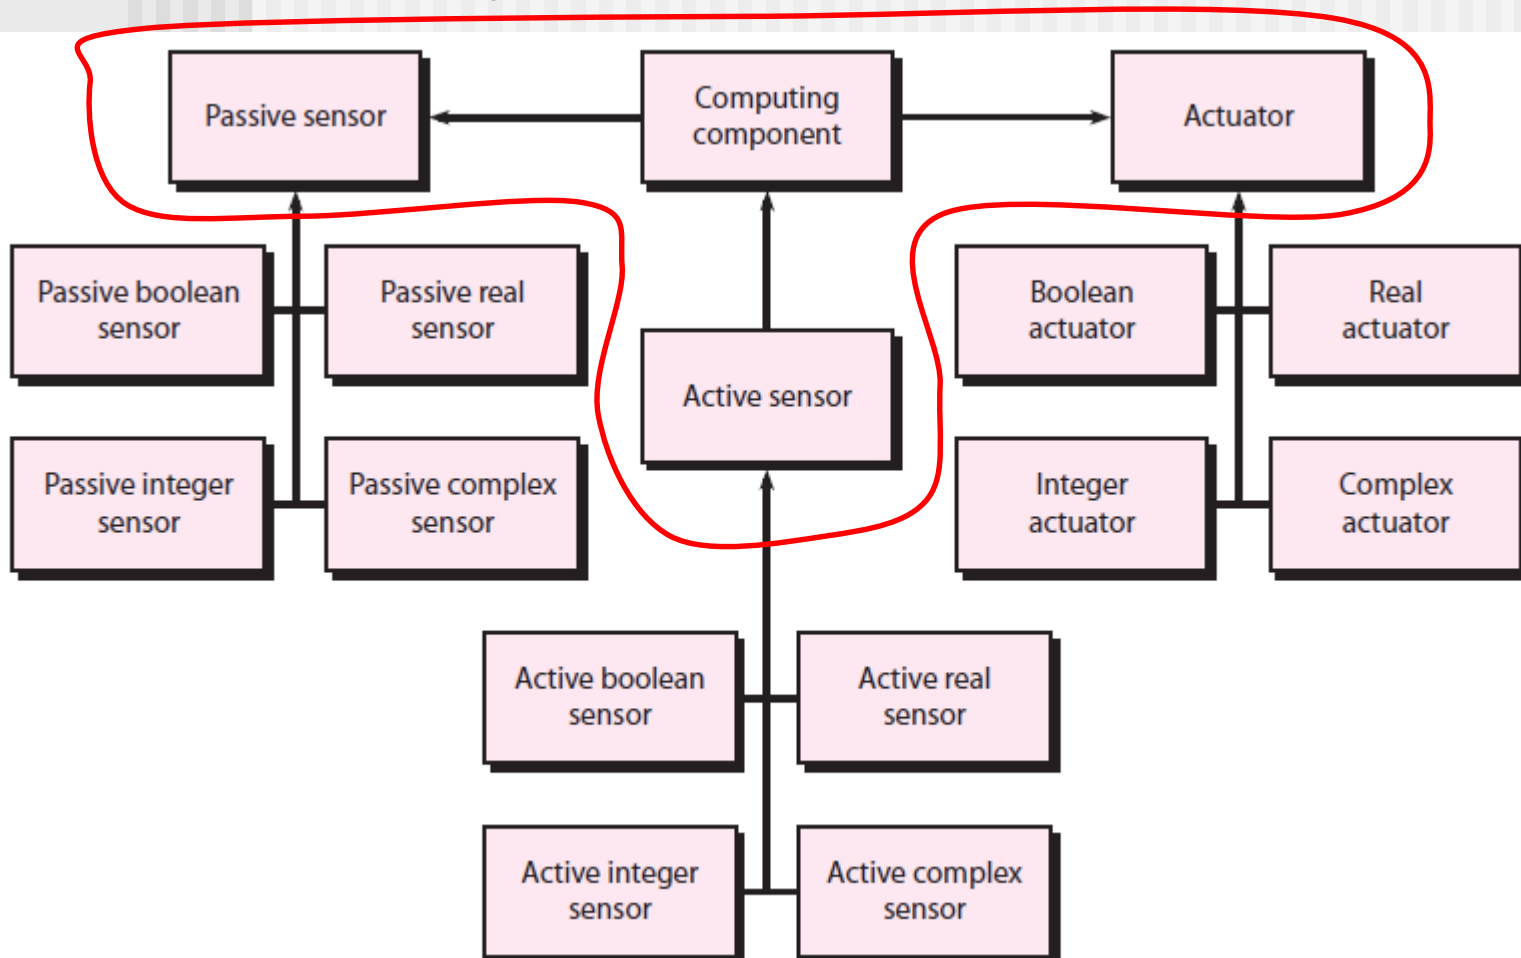 Passive sensor
Computing
component
Actuator
Passive boolean
sensor
Passive real
sensor
Boolean
actuator
Real
actuator
Active sensor
Passive integer
sensor
Passive complex
sensor
Integer
actuator
Complex
actuator
Active boolean
sensor
Active real
sensor
Active integer
sensor
Active complex
sensor